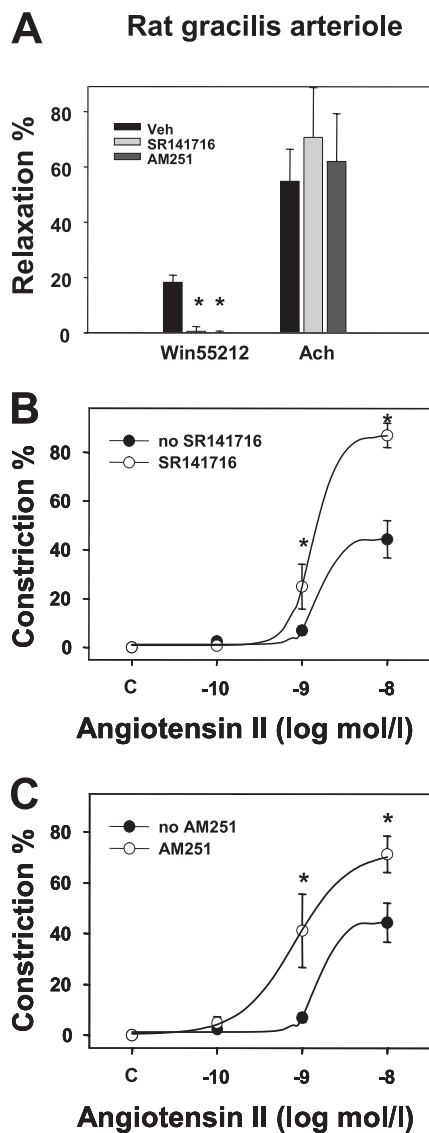 A Rat gracilis arteriole
Relaxation %
80
60
40
20
0
Veh
SR141716
AM251
* *
Win55212 Ach
B
Constriction %
80
60
40
20
0
no SR141716
SR141716
*
*
C -10 -9 -8
Angiotensin II (log mol/l)
C
Constriction %
80
60
40
20
0
no AM251
AM251
*
*
C -10 -9 -8
Angiotensin II (log mol/l)